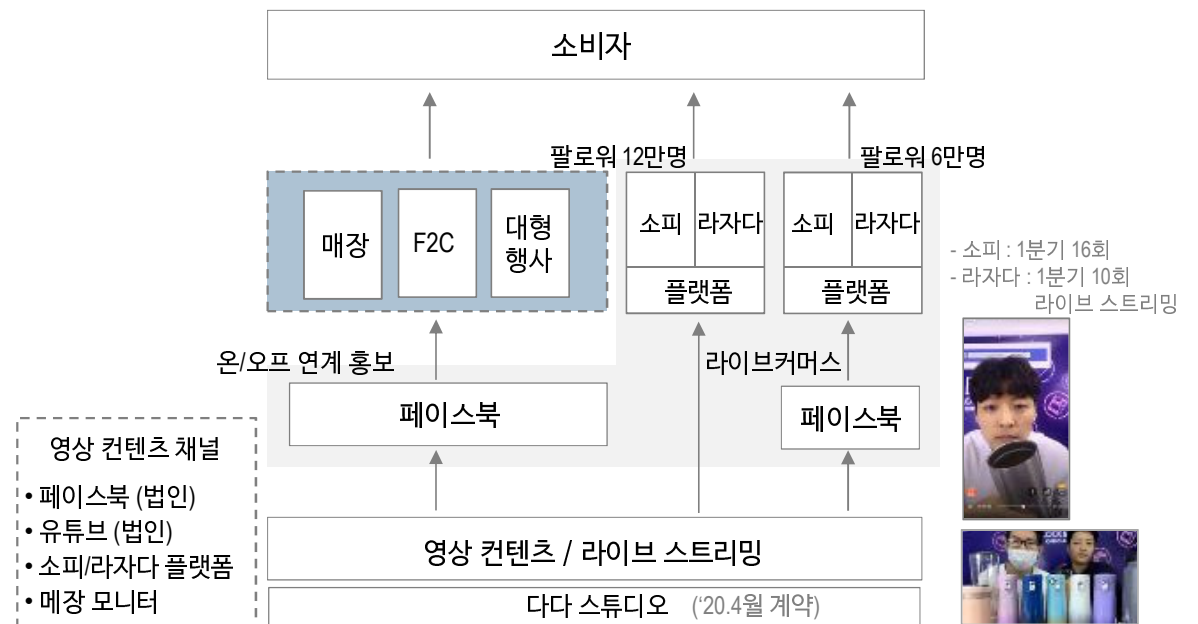 소비자
팔로워 12만명
팔로워 6만명
매장
F2C
대형
행사
소피
라자다
플랫폼
소피
라자다
플랫폼
- 소피 : 1분기 16회
- 라자다 : 1분기 10회
라이브 스트리밍
온/오프 연계 홍보
라이브커머스
페이스북
페이스북
영상 컨텐츠 채널
• 페이스북 (법인)
• 유튜브 (법인)
• 소피/라자다 플랫폼
• 매장 모니터
영상 컨텐츠 / 라이브 스트리밍
다다 스튜디오 (‘20.4월 계약)